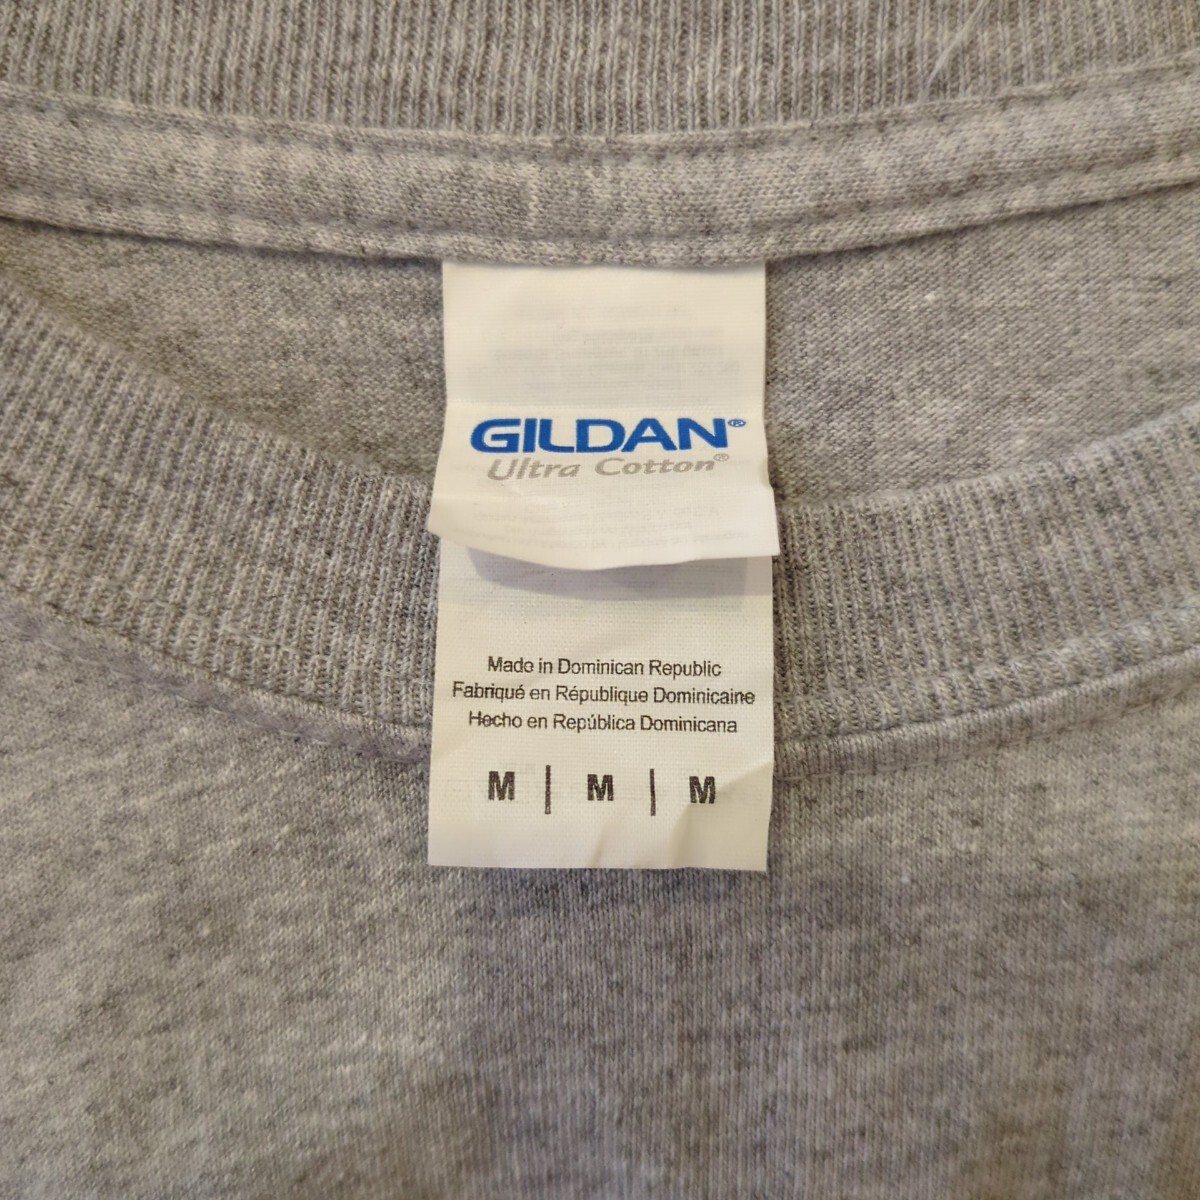 GILDAN®
Ultra Cotton®
Made in Dominican Republic
Fabriqué en République Dominicaine
Hecho en República Dominicana
M | M | M